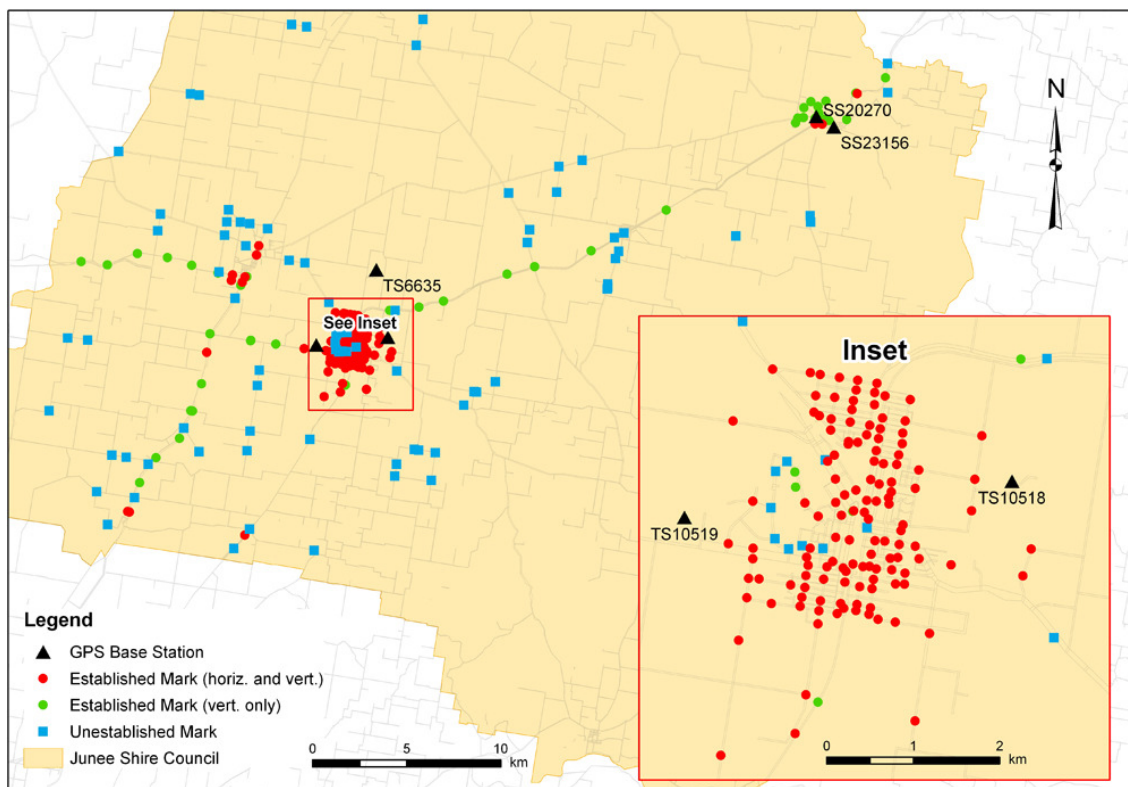 SS20270
SS23156
N
TS6635
See Inset
Inset
TS10518
TS10519
Legend
GPS Base Station
Established Mark (horiz. and vert.)
Established Mark (vert. only)
Unestablished Mark
Junee Shire Council
0 5 10
km
0 1 2
km